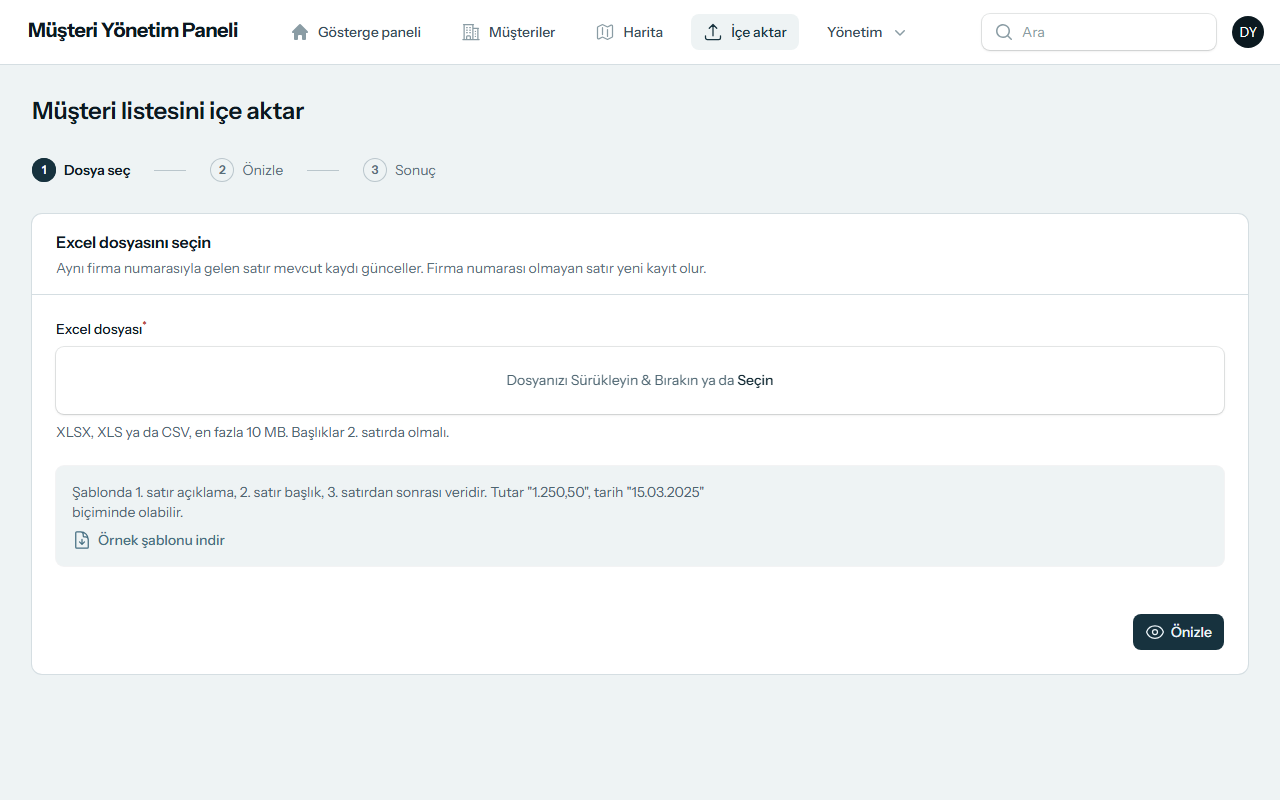 Müşteri Yönetim Paneli
Gösterge paneli
Müşteriler
Harita
İçe aktar
Yönetim
Ara
DY
Müşteri listesini içe aktar
1 Dosya seç
2 Önizle
3 Sonuç
Excel dosyasını seçin
Aynı firma numarasıyla gelen satır mevcut kaydı günceller. Firma numarası olmayan satır yeni kayıt olur.
Excel dosyası*
Dosyanızı Sürükleyin & Bırakın ya da Seçin
XLSX, XLS ya da CSV, en fazla 10 MB. Başlıklar 2. satırda olmalı.
Şablonda 1. satır açıklama, 2. satır başlık, 3. satırdan sonrası veridir. Tutar "1.250,50", tarih "15.03.2025"
biçiminde olabilir.
Örnek şablonu indir
Önizle